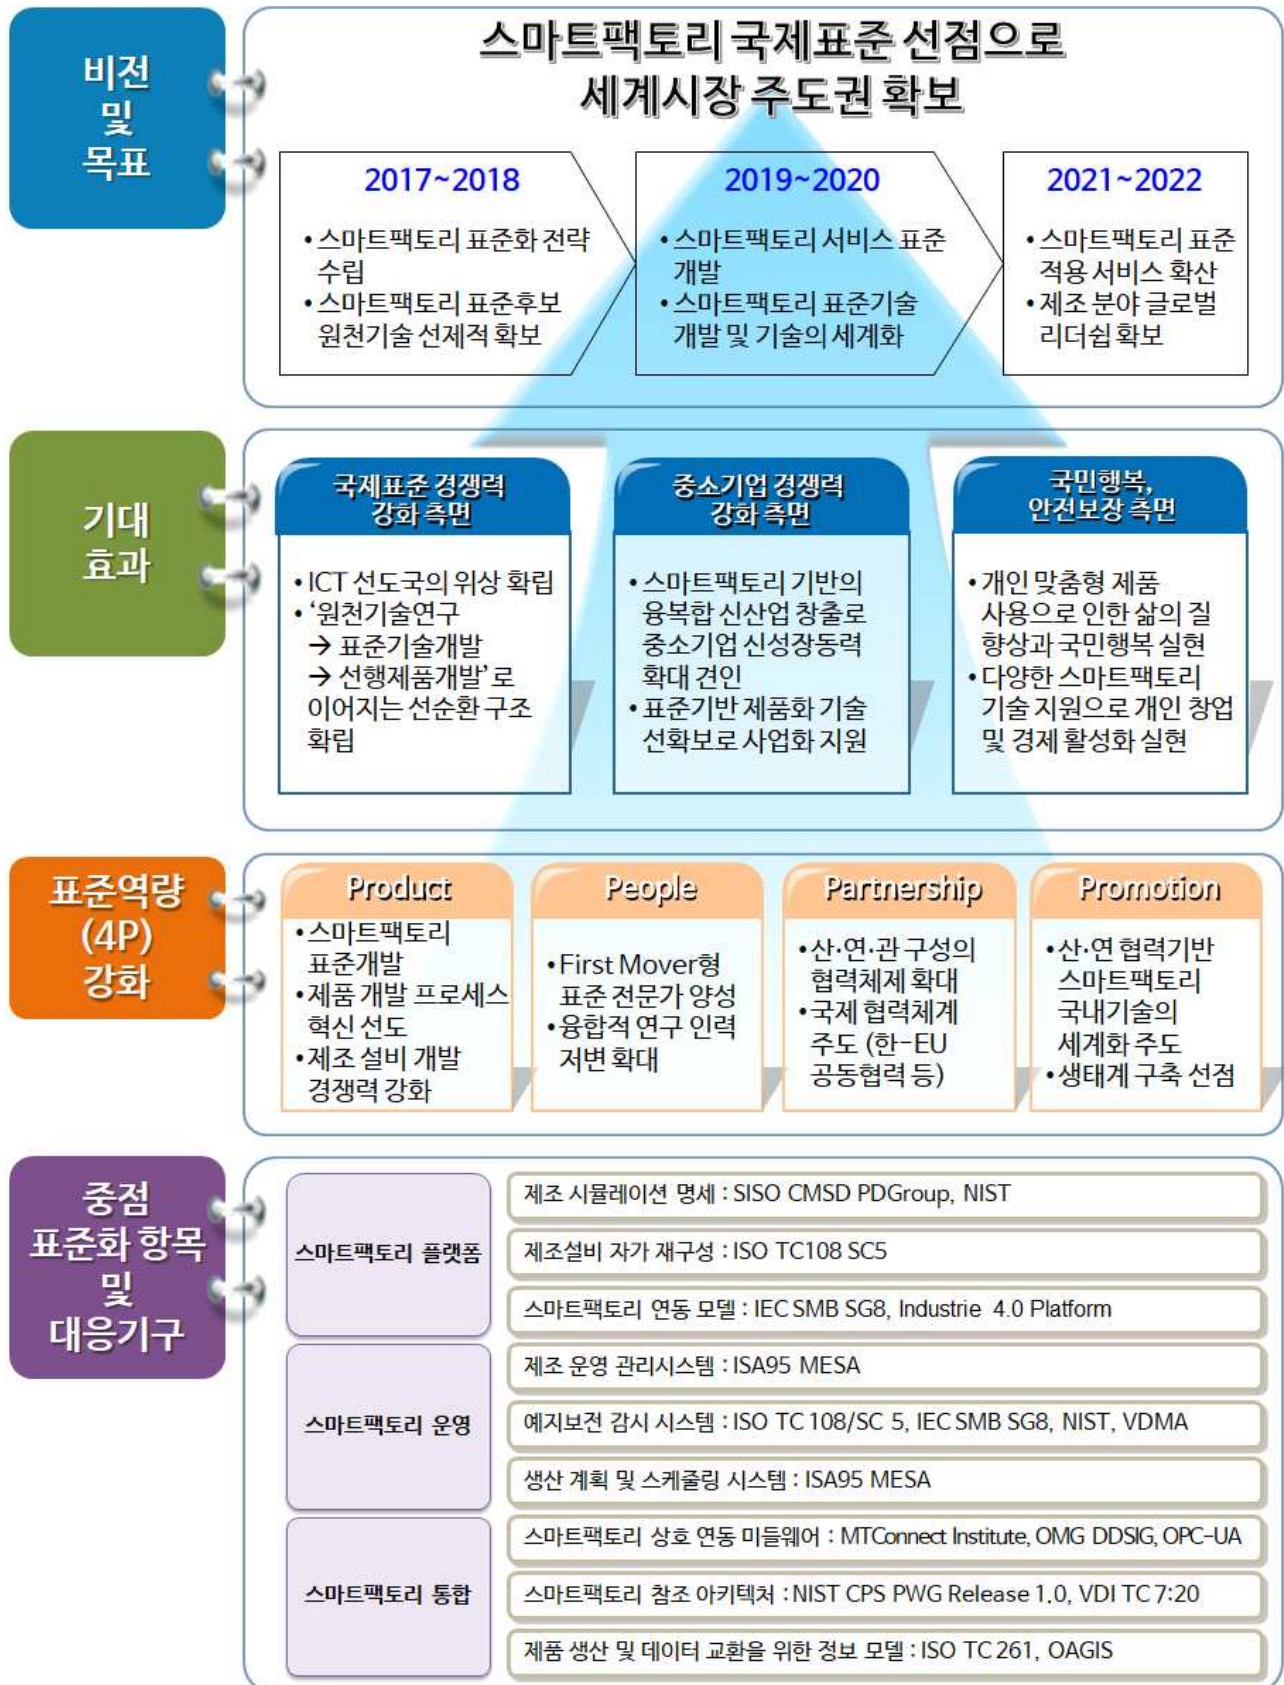 비전
및
목표
스마트팩토리 국제표준 선점으로
세계시장 주도권 확보
2017~2018
• 스마트팩토리 표준화 전략
수립
• 스마트팩토리 표준후보
원천기술 선제적 확보
2019~2020
• 스마트팩토리 서비스 표준
개발
• 스마트팩토리 표준기술
개발 및 기술의 세계화
2021~2022
• 스마트팩토리 표준
적용 서비스 확산
• 제조 분야 글로벌
리더쉽 확보
기대
효과
국제표준 경쟁력
강화 측면
• ICT 선도국의 위상 확립
• ‘원천기술연구
→ 표준기술개발
→ 선행제품개발’로
이어지는 선순환 구조
확립
중소기업 경쟁력
강화 측면
• 스마트팩토리 기반의
융복합 신산업 창출로
중소기업 신성장동력
확대 견인
• 표준기반 제품화 기술
선확보로 사업화 지원
국민행복,
안전보장 측면
• 개인 맞춤형 제품
사용으로 인한 삶의 질
향상과 국민행복 실현
• 다양한 스마트팩토리
기술 지원으로 개인 창업
및 경제 활성화 실현
표준역량
(4P)
강화
Product
• 스마트팩토리
표준개발
• 제품 개발 프로세스
혁신 선도
• 제조 설비 개발
경쟁력 강화
People
• First Mover형
표준 전문가 양성
• 융합적 연구 인력
저변 확대
Partnership
• 산·연·관 구성의
협력체제 확대
• 국제 협력체계
주도 (한-EU
공동협력 등)
Promotion
• 산·연 협력기반
스마트팩토리
국내기술의
세계화 주도
• 생태계 구축 선점
중점
표준화 항목
및
대응기구
스마트팩토리 플랫폼
제조 시뮬레이션 명세 : SISO CMSD PDGroup, NIST
제조설비 자가 재구성 : ISO TC108 SC5
스마트팩토리 연동 모델 : IEC SMB SG8, Industrie 4.0 Platform
스마트팩토리 운영
제조 운영 관리시스템 : ISA95 MESA
예지보전 감시 시스템 : ISO TC 108/SC 5, IEC SMB SG8, NIST, VDMA
생산 계획 및 스케줄링 시스템 : ISA95 MESA
스마트팩토리 통합
스마트팩토리 상호 연동 미들웨어 : MTConnect Institute, OMG DDSIG, OPC-UA
스마트팩토리 참조 아키텍처 : NIST CPS PWG Release 1.0, VDI TC 7:20
제품 생산 및 데이터 교환을 위한 정보 모델 : ISO TC 261, OAGIS